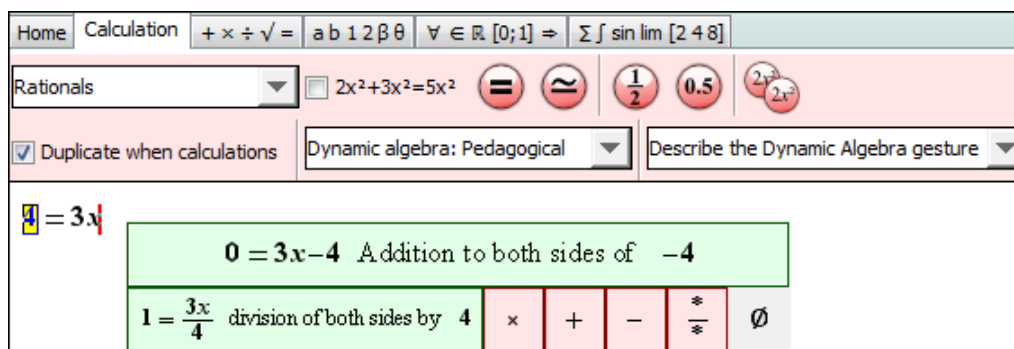 Home Calculation + × ÷ √ = a b 1 2 β θ ∀ ∈ ℝ [0;1] ⇒ Σ ∫ sin lim [2 4 8]
Rationals 2x²+3x²=5x² = ≃ 1/2 0.5 2x² 2x²
Duplicate when calculations Dynamic algebra: Pedagogical Describe the Dynamic Algebra gesture
4 = 3x
0 = 3x−4 Addition to both sides of −4
1 = 3x/4 division of both sides by 4 × + − */* Ø